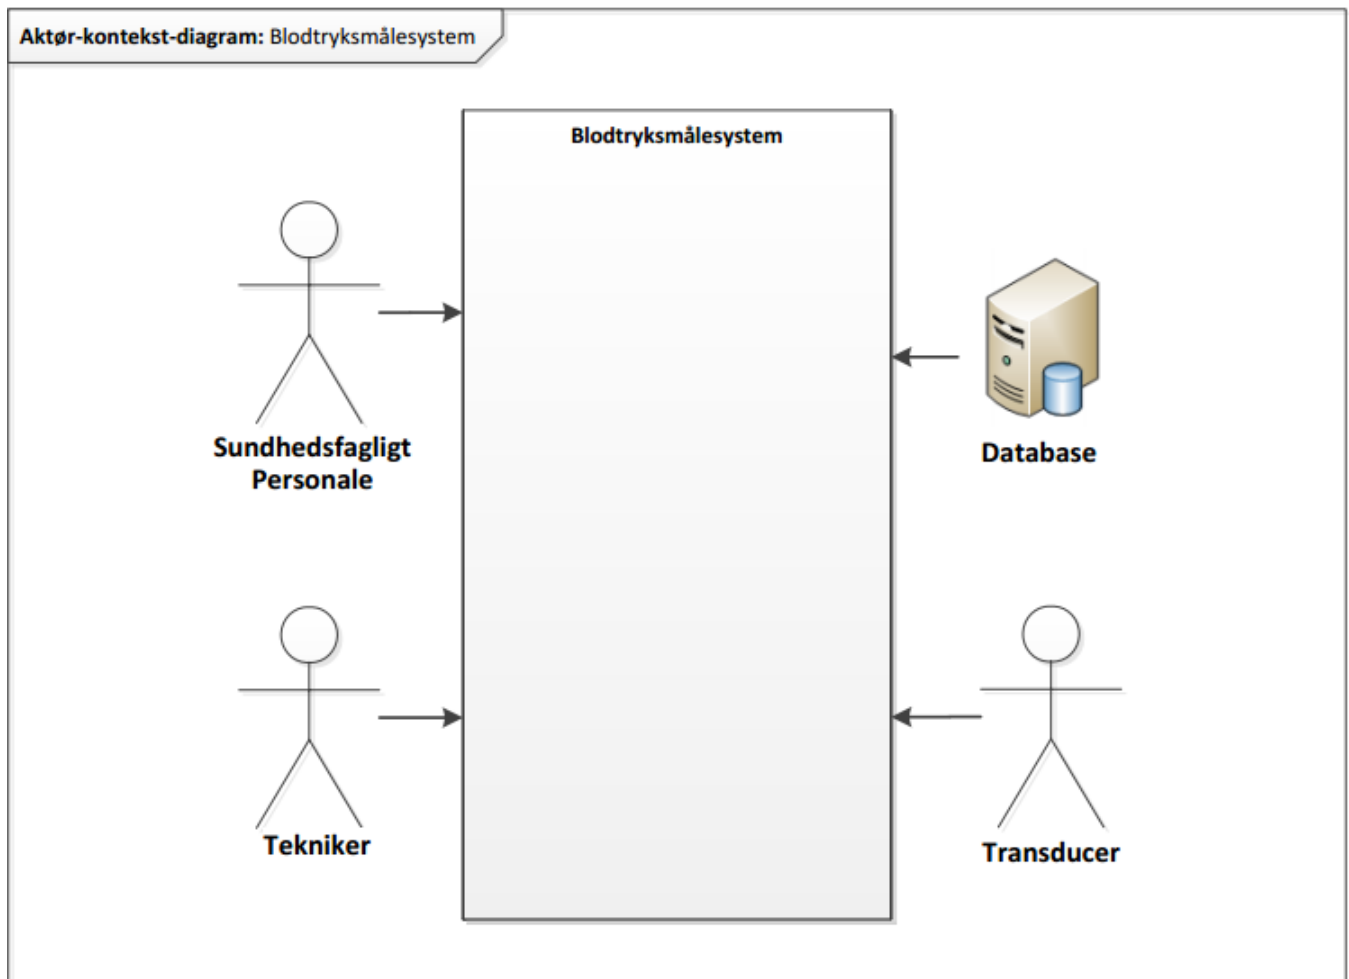 Aktør-kontekst-diagram: Blodtryksmålesystem
Blodtryksmålesystem
Sundhedsfagligt
Personale
Database
Tekniker
Transducer